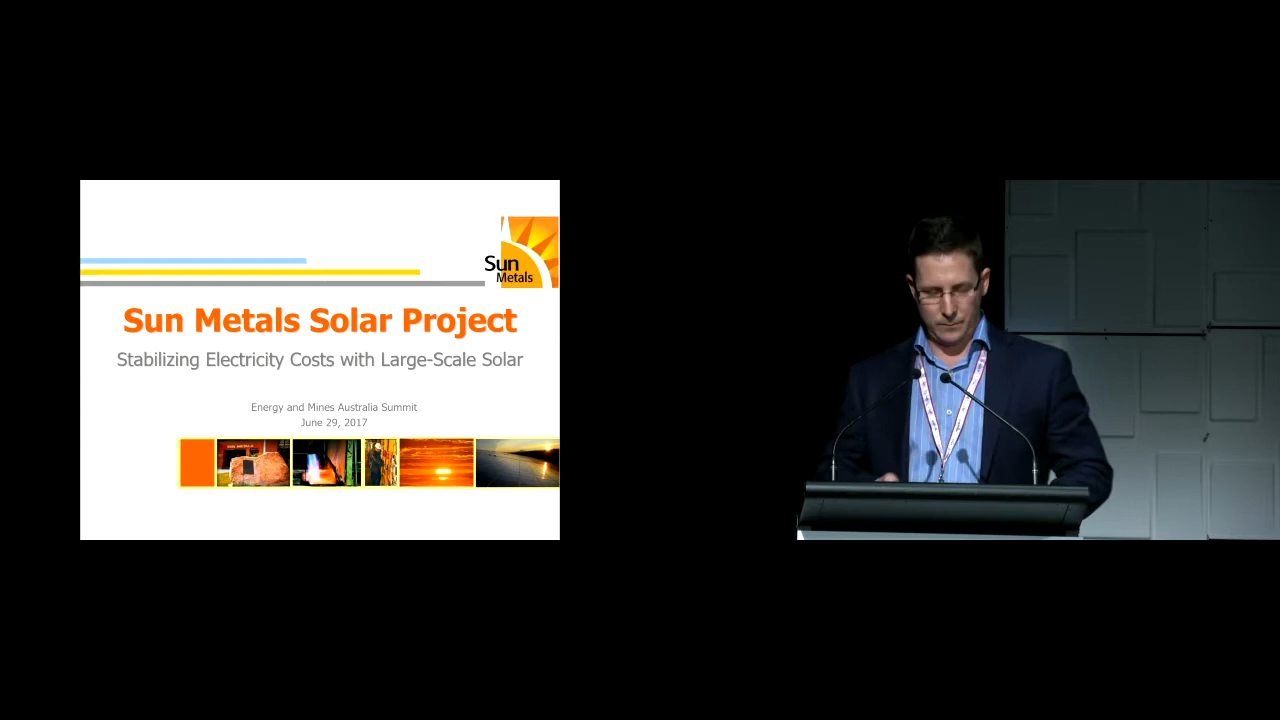 Sun
Metals
Sun Metals Solar Project
Stabilizing Electricity Costs with Large-Scale Solar
Energy and Mines Australia Summit
June 29, 2017